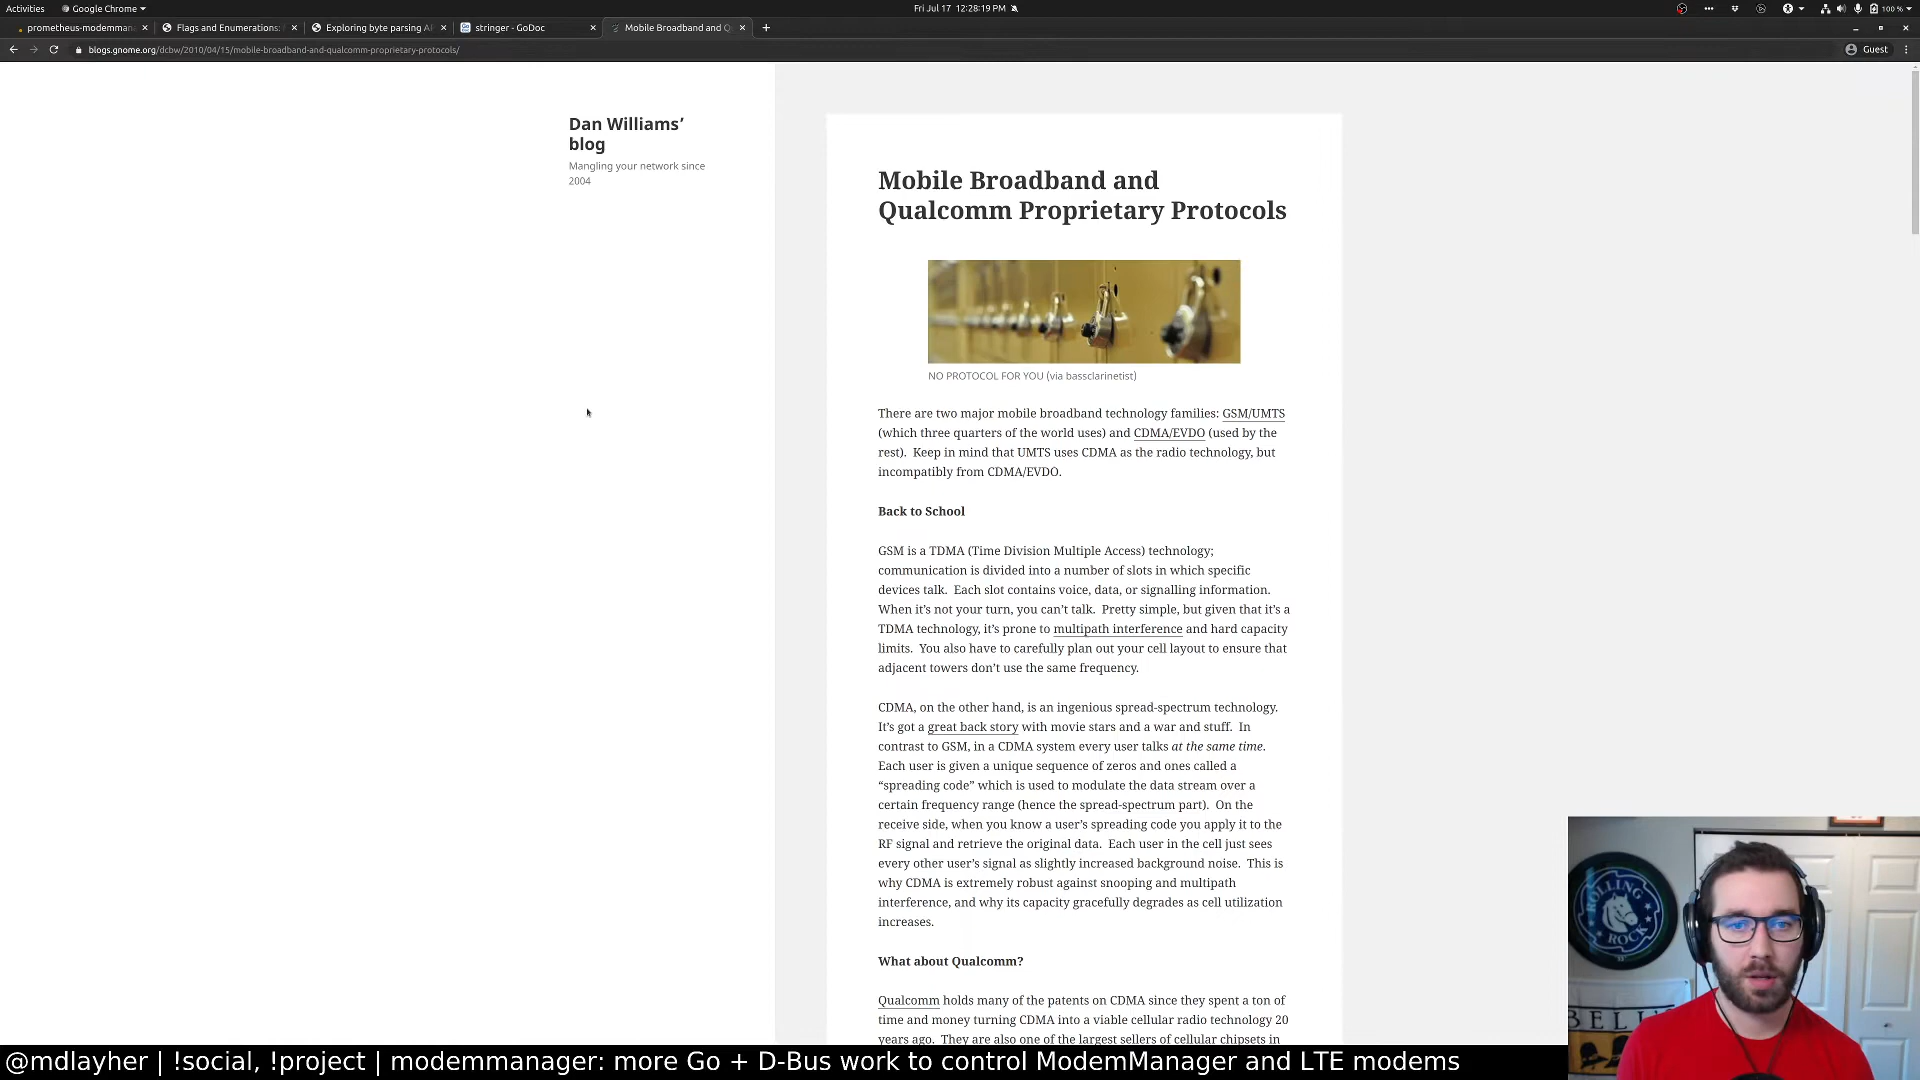 Activities
Google Chrome
Fri Jul 17 12:28:19 PM
100 %
prometheus-modemmana
Flags and Enumerations:
Exploring byte parsing A
stringer - GoDoc
Mobile Broadband and Q
blogs.gnome.org/dcbw/2010/04/15/mobile-broadband-and-qualcomm-proprietary-protocols/
Guest
Dan Williams’
blog
Mangling your network since
2004
Mobile Broadband and
Qualcomm Proprietary Protocols
NO PROTOCOL FOR YOU (via bassclarinetist)
There are two major mobile broadband technology families: GSM/UMTS
(which three quarters of the world uses) and CDMA/EVDO (used by the
rest).  Keep in mind that UMTS uses CDMA as the radio technology, but
incompatibly from CDMA/EVDO.
Back to School
GSM is a TDMA (Time Division Multiple Access) technology;
communication is divided into a number of slots in which specific
devices talk.  Each slot contains voice, data, or signalling information.
When it’s not your turn, you can’t talk.  Pretty simple, but given that it’s a
TDMA technology, it’s prone to multipath interference and hard capacity
limits.  You also have to carefully plan out your cell layout to ensure that
adjacent towers don’t use the same frequency.
CDMA, on the other hand, is an ingenious spread-spectrum technology.
It’s got a great back story with movie stars and a war and stuff.  In
contrast to GSM, in a CDMA system every user talks at the same time.
Each user is given a unique sequence of zeros and ones called a
“spreading code” which is used to modulate the data stream over a
certain frequency range (hence the spread-spectrum part).  On the
receive side, when you know a user’s spreading code you apply it to the
RF signal and retrieve the original data.  Each user in the cell just sees
every other user’s signal as slightly increased background noise.  This is
why CDMA is extremely robust against snooping and multipath
interference, and why its capacity gracefully degrades as cell utilization
increases.
What about Qualcomm?
Qualcomm holds many of the patents on CDMA since they spent a ton of
time and money turning CDMA into a viable cellular radio technology 20
years ago.  They are also one of the largest sellers of cellular chipsets in
ROLLING
ROCK
BELL'S
@mdlayher | !social, !project | modemmanager: more Go + D-Bus work to control ModemManager and LTE modems